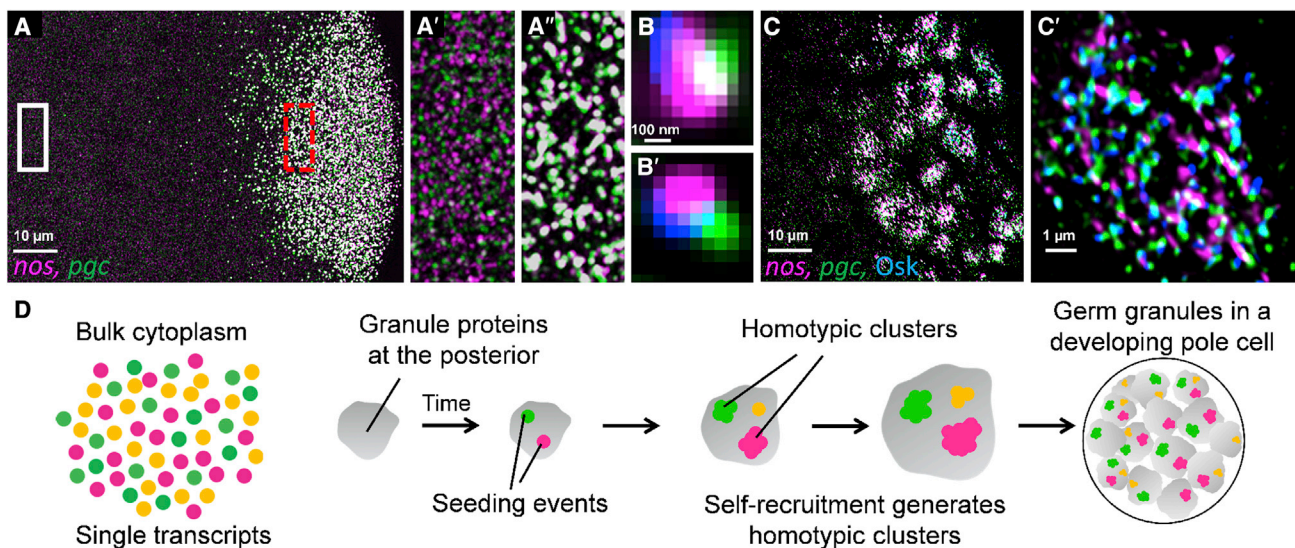 A
A'
A''
B
C
C'
100 nm
B'
10 µm
nos, pgc
10 µm
nos, pgc, Osk
1 µm
D
Bulk cytoplasm
Single transcripts
Granule proteins
at the posterior
Time
Seeding events
Homotypic clusters
Self-recruitment generates
homotypic clusters
Germ granules in a
developing pole cell